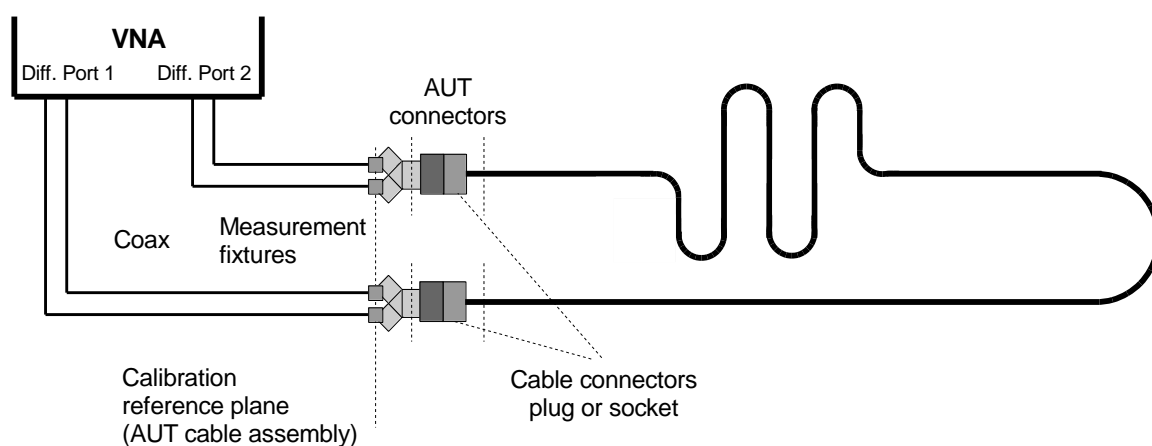 VNA
Diff. Port 1 Diff. Port 2
AUT
connectors
Coax
Measurement
fixtures
Calibration
reference plane
(AUT cable assembly)
Cable connectors
plug or socket